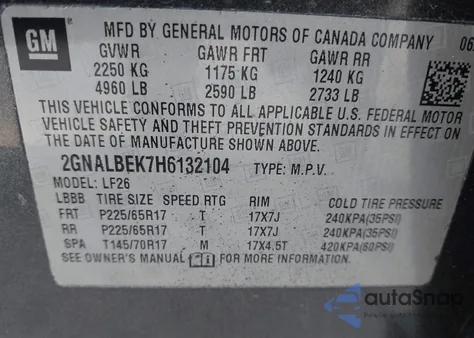 GM
MFD BY GENERAL MOTORS OF CANADA COMPANY 06
GVWR GAWR FRT GAWR RR
2250 KG 1175 KG 1240 KG
4960 LB 2590 LB 2733 LB
THIS VEHICLE CONFORMS TO ALL APPLICABLE U.S. FEDERAL MOTOR
VEHICLE SAFETY AND THEFT PREVENTION STANDARDS IN EFFECT ON
THE DATE OF MANUFACTURE SHOWN ABOVE.
2GNALBEK7H6132104 TYPE: M.P.V.
MODEL: LF26
LBBB TIRE SIZE SPEED RTG RIM COLD TIRE PRESSURE
FRT P225/65R17 T 17X7J 240KPA(35PSI)
RR P225/65R17 T 17X7J 240KPA(35PSI)
SPA T145/70R17 M 17X4.5T 420KPA(60PSI)
SEE OWNER'S MANUAL FOR MORE INFORMATION.
autoSnap